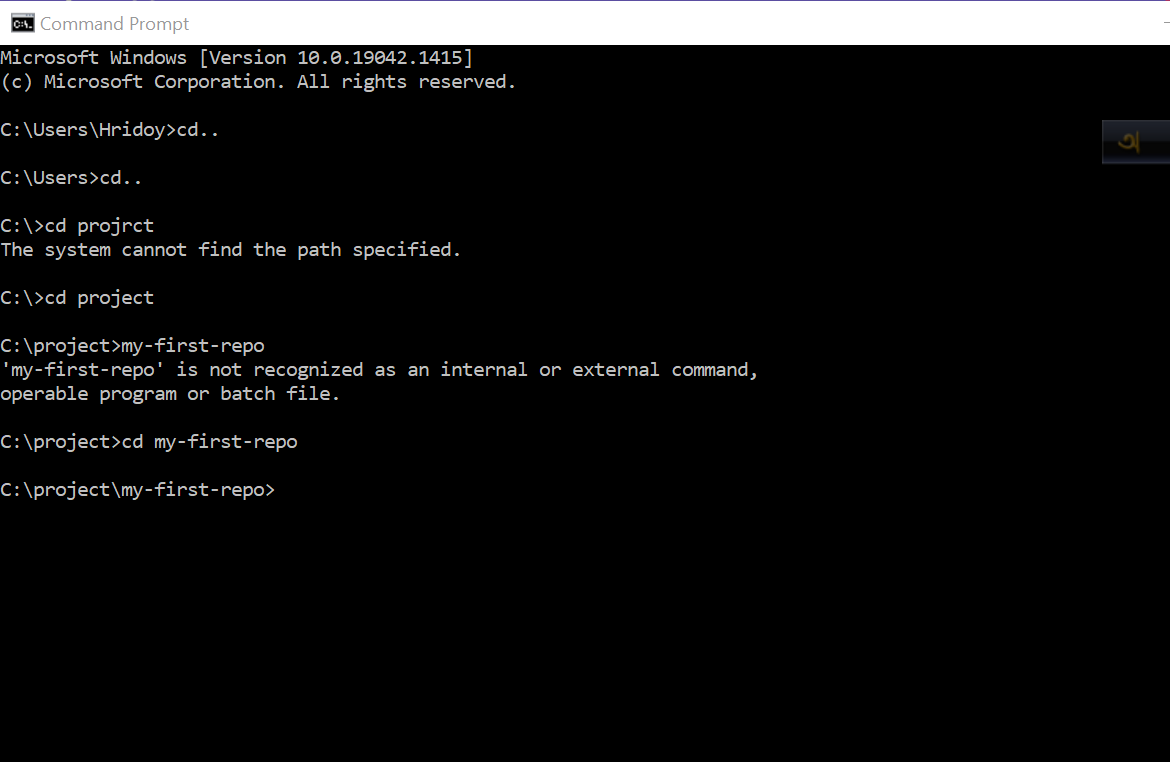 Command Prompt
Microsoft Windows [Version 10.0.19042.1415]
(c) Microsoft Corporation. All rights reserved.
C:\Users\Hridoy>cd..
অ
C:\Users>cd..
C:\>cd projrct
The system cannot find the path specified.
C:\>cd project
C:\project>my-first-repo
'my-first-repo' is not recognized as an internal or external command,
operable program or batch file.
C:\project>cd my-first-repo
C:\project\my-first-repo>